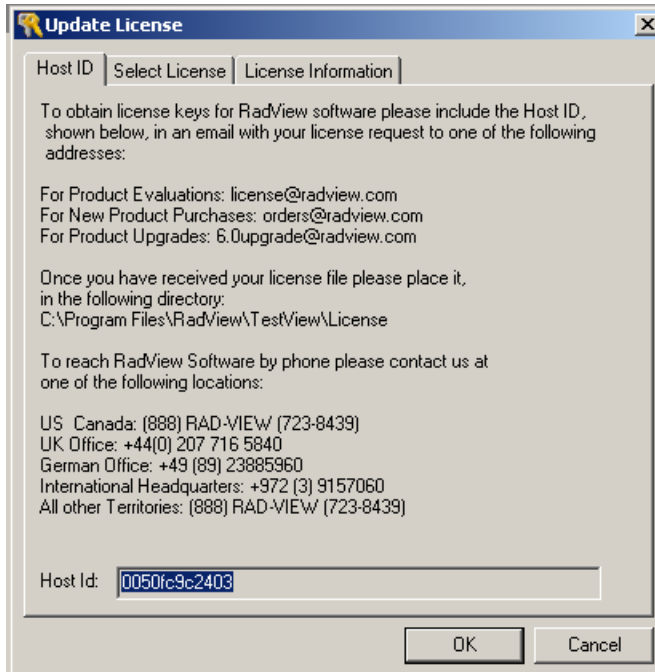 Update License
Host ID
Select License
License Information
To obtain license keys for RadView software please include the Host ID,
shown below, in an email with your license request to one of the following
addresses:
For Product Evaluations: license@radview.com
For New Product Purchases: orders@radview.com
For Product Upgrades: 6.0upgrade@radview.com
Once you have received your license file please place it,
in the following directory:
C:\Program Files\RadView\TestView\License
To reach RadView Software by phone please contact us at
one of the following locations:
US Canada: (888) RAD-VIEW (723-8439)
UK Office: +44(0) 207 716 5840
German Office: +49 (89) 23885960
International Headquarters: +972 (3) 9157060
All other Territories: (888) RAD-VIEW (723-8439)
Host Id: 0050fc9c2403
OK Cancel